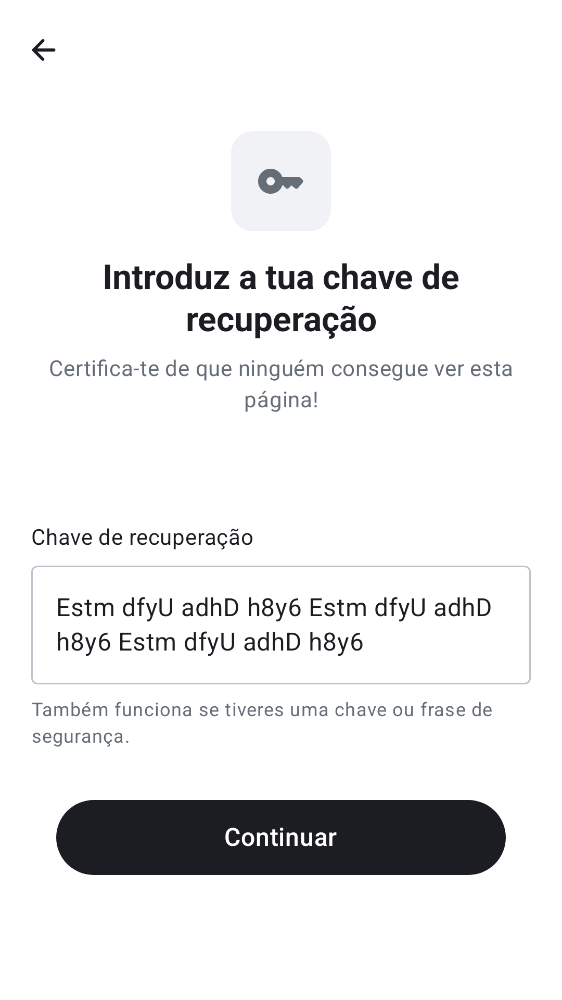 Introduz a tua chave de
recuperação
Certifica-te de que ninguém consegue ver esta
página!
Chave de recuperação
Estm dfyU adhD h8y6 Estm dfyU adhD
h8y6 Estm dfyU adhD h8y6
Também funciona se tiveres uma chave ou frase de
segurança.
Continuar